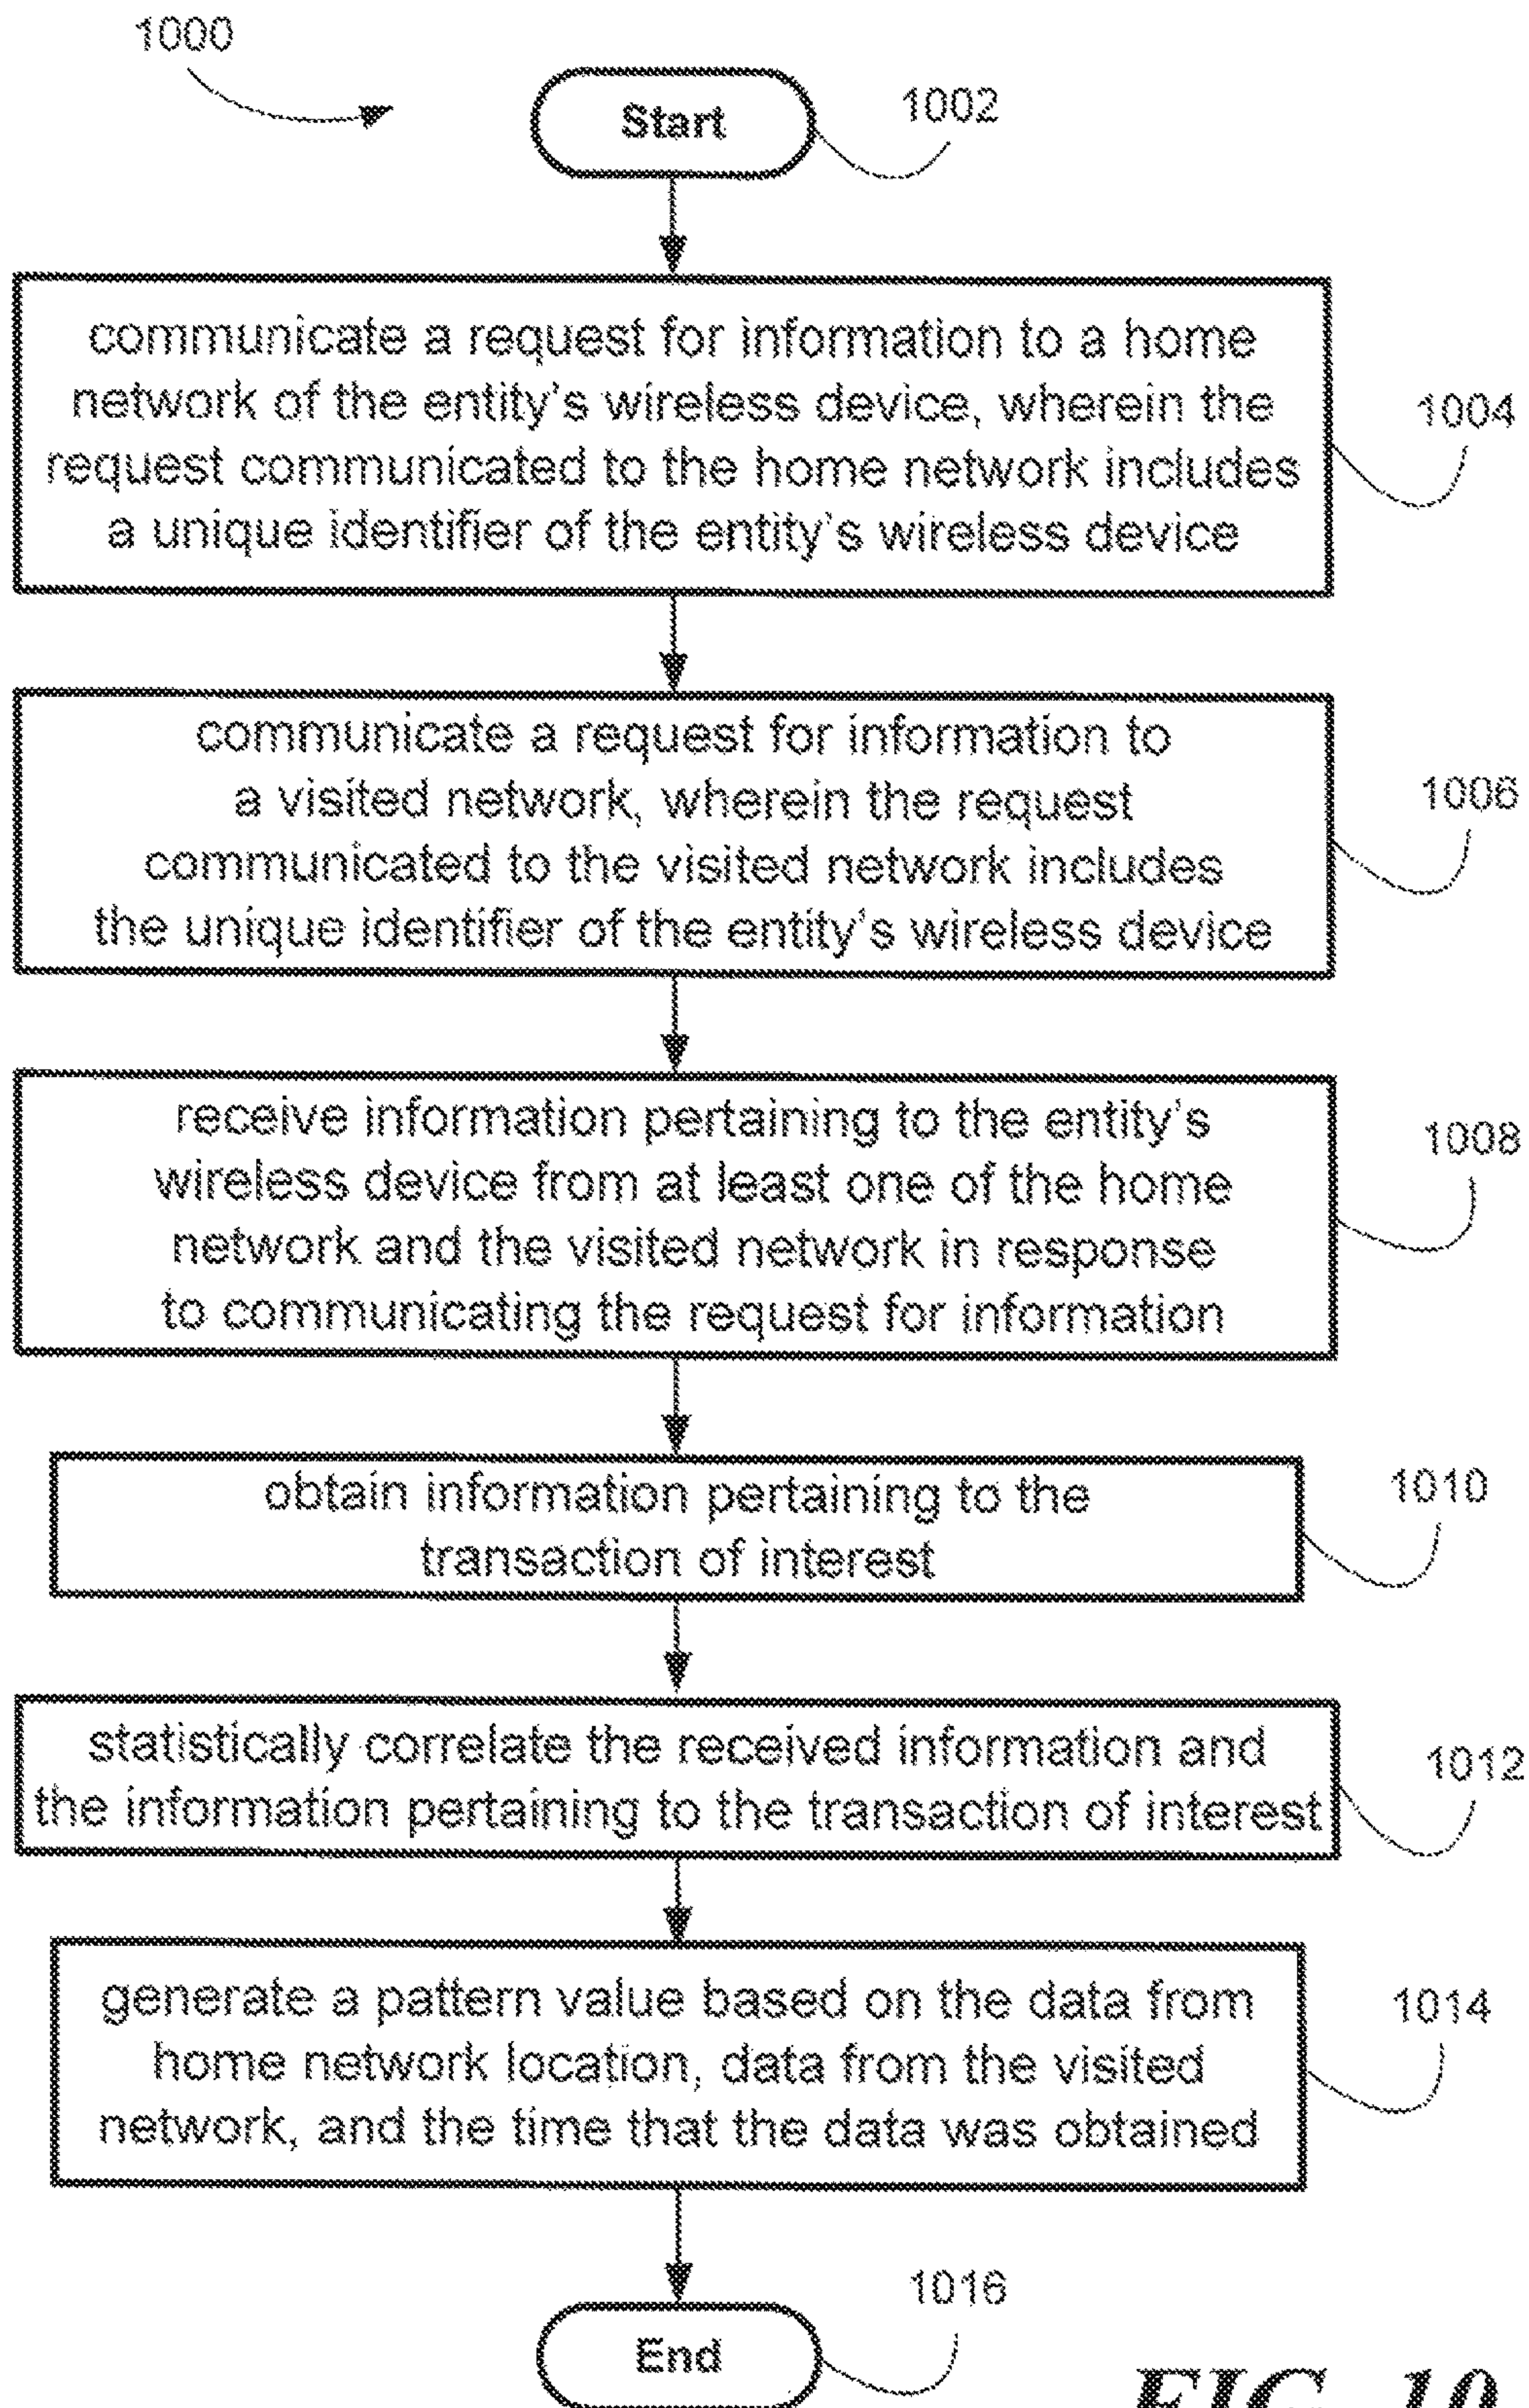 1000
Start
1002
communicate a request for information to a home
network of the entity's wireless device, wherein the
request communicated to the home network includes
a unique identifier of the entity's wireless device
1004
communicate a request for information to
a visited network, wherein the request
communicated to the visited network includes
the unique identifier of the entity's wireless device
1006
receive information pertaining to the entity's
wireless device from at least one of the home
network and the visited network in response
to communicating the request for information
1008
obtain information pertaining to the
transaction of interest
1010
statistically correlate the received information and
the information pertaining to the transaction of interest
1012
generate a pattern value based on the data from
home network location, data from the visited
network, and the time that the data was obtained
1014
End
1016
FIG. 10